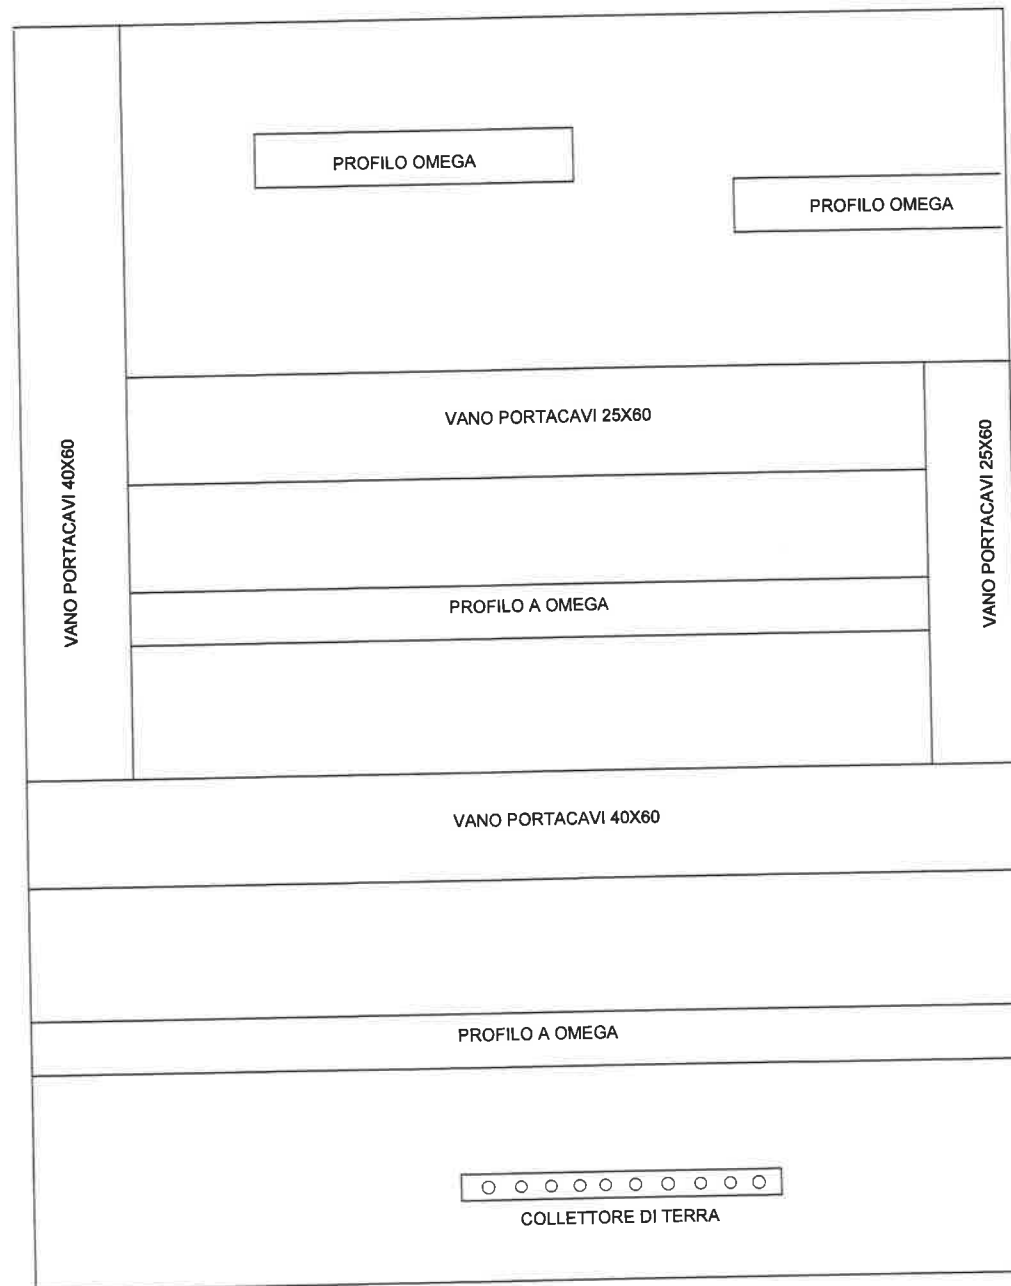 PROFILO OMEGA
PROFILO OMEGA
VANO PORTACAVI 40X60
VANO PORTACAVI 25X60
VANO PORTACAVI 25X60
PROFILO A OMEGA
VANO PORTACAVI 40X60
PROFILO A OMEGA
COLLETTORE DI TERRA